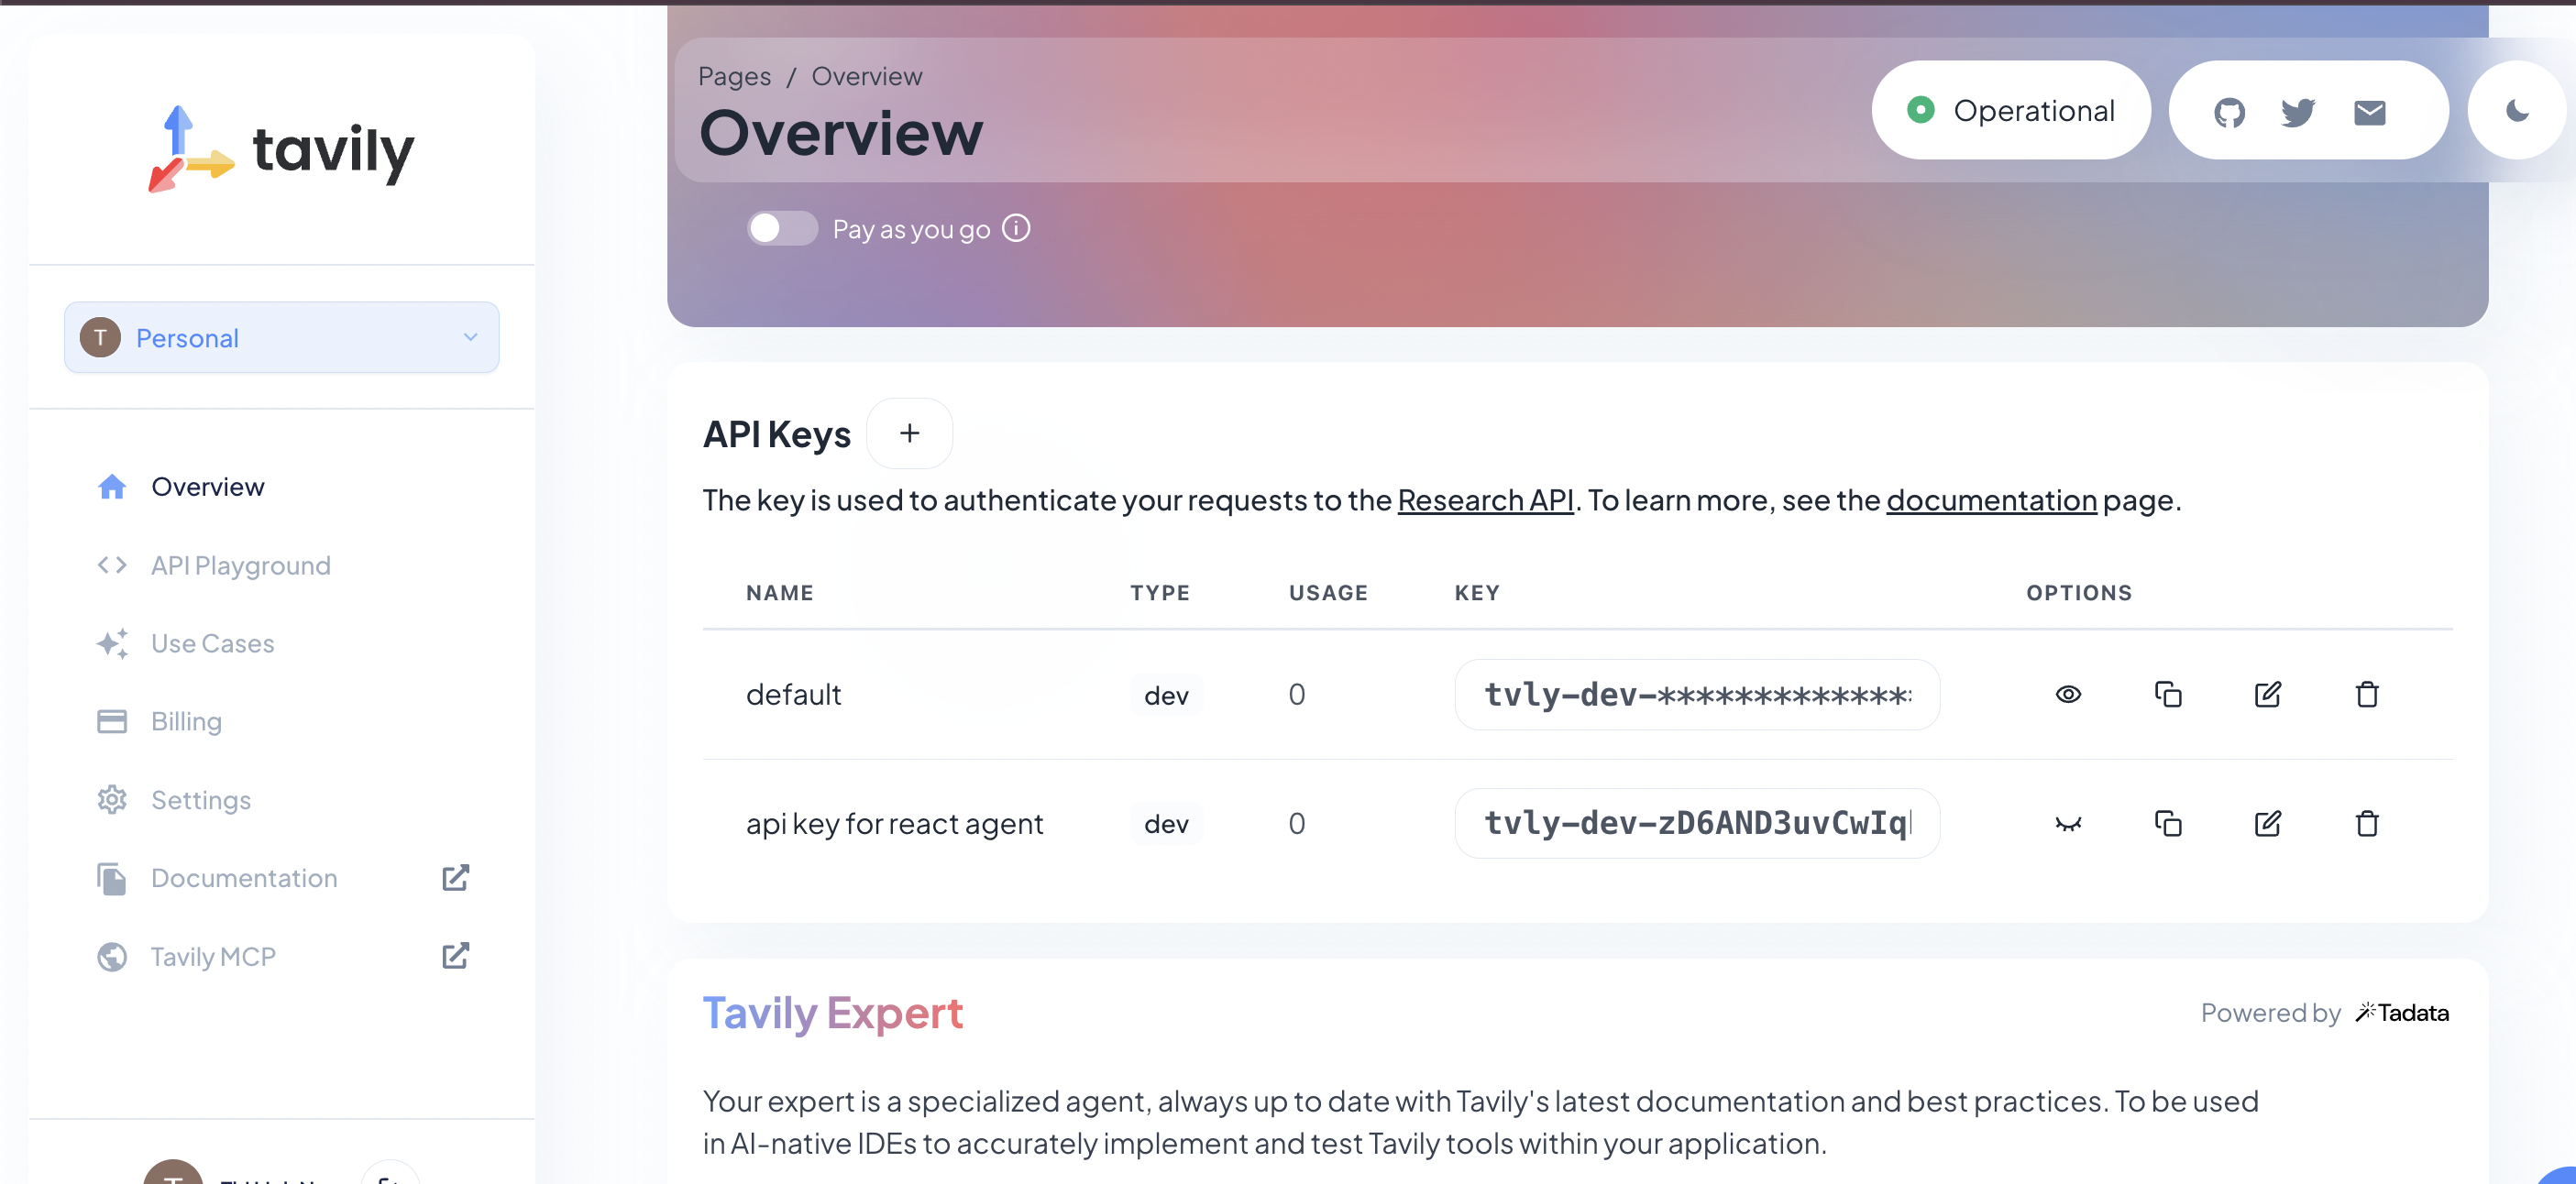 tavily
Personal
Overview
API Playground
Use Cases
Billing
Settings
Documentation
Tavily MCP
T
Pages / Overview
Overview
Operational
Pay as you go
API Keys +
The key is used to authenticate your requests to the Research API. To learn more, see the documentation page.
NAME TYPE USAGE KEY OPTIONS
default dev 0 tvly-dev-*************
api key for react agent dev 0 tvly-dev-zD6AND3uvCwIq
Tavily Expert
Powered by Tadata
Your expert is a specialized agent, always up to date with Tavily's latest documentation and best practices. To be used
in AI-native IDEs to accurately implement and test Tavily tools within your application.